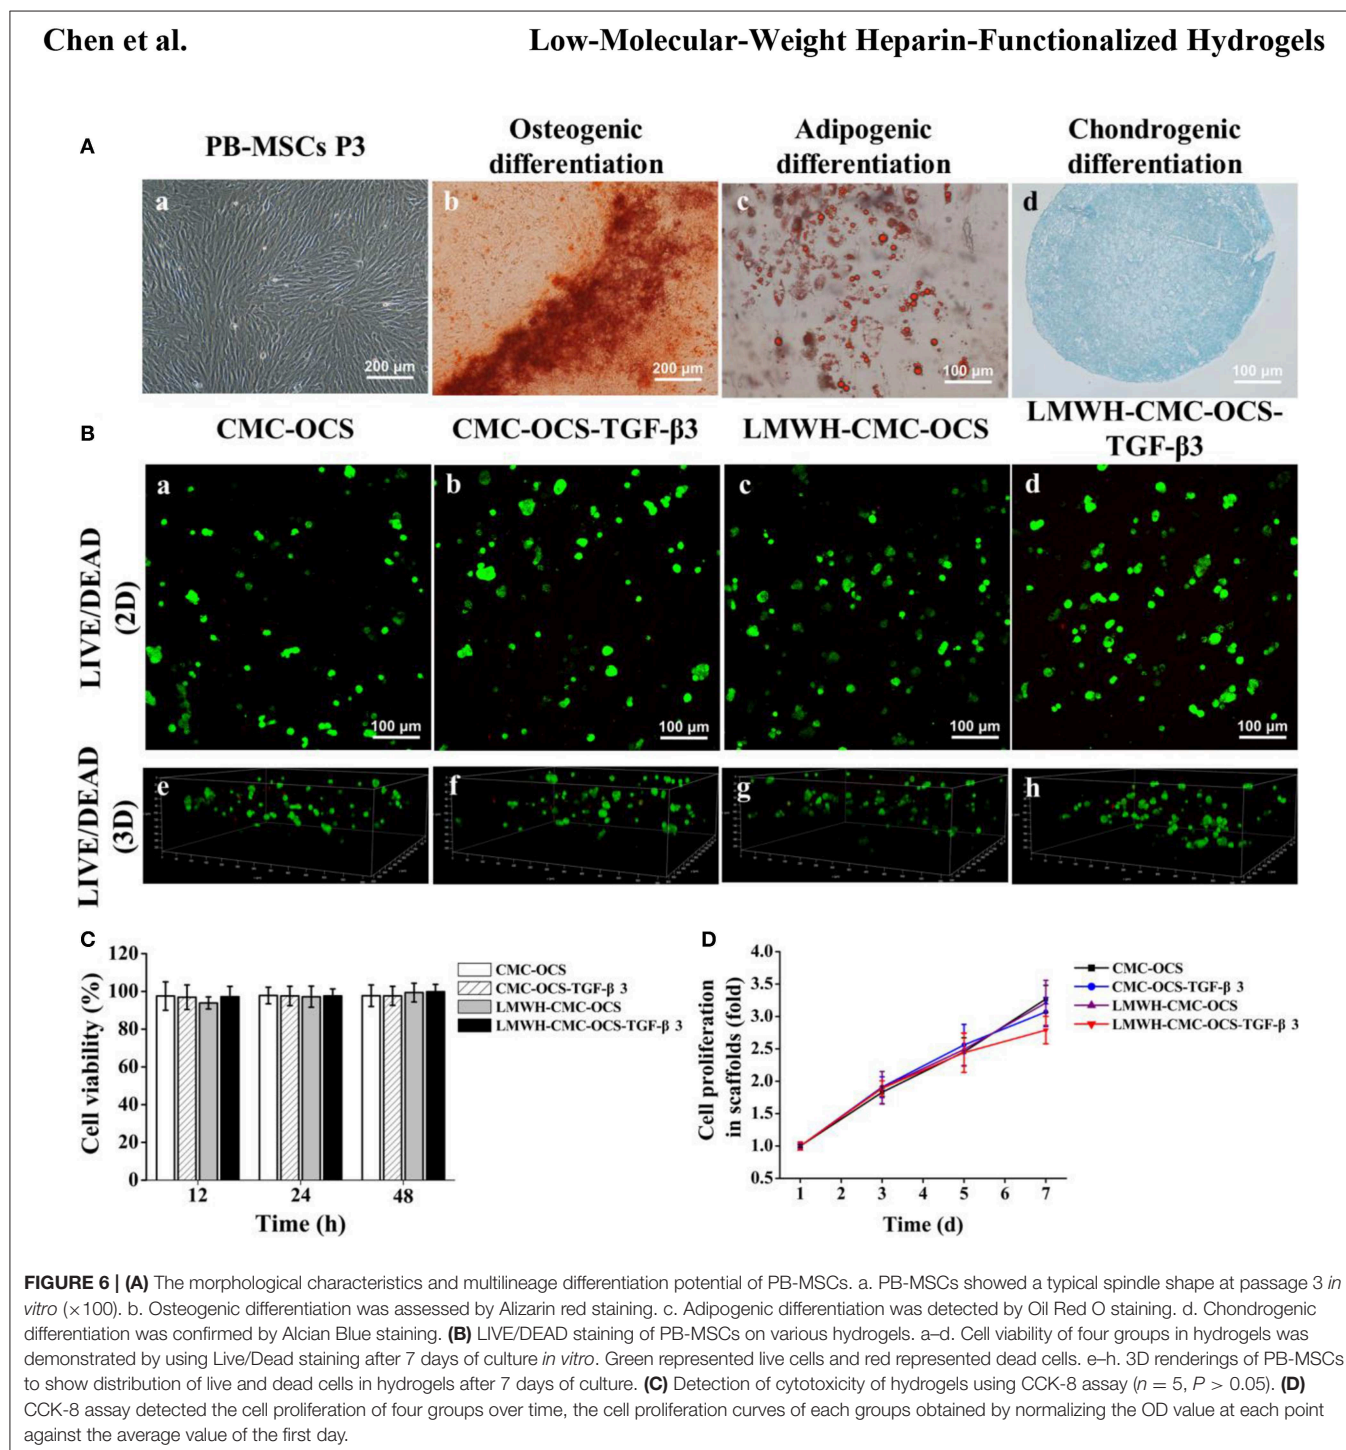 Chen et al.
Low-Molecular-Weight Heparin-Functionalized Hydrogels
A
PB-MSCs P3
Osteogenic
differentiation
Adipogenic
differentiation
Chondrogenic
differentiation
a
b
c
d
200 µm
200 µm
100 µm
100 µm
B
CMC-OCS
CMC-OCS-TGF-β3
LMWH-CMC-OCS
LMWH-CMC-OCS-
TGF-β3
LIVE/DEAD
(2D)
a
b
c
d
100 µm
100 µm
100 µm
100 µm
LIVE/DEAD
(3D)
e
f
g
h
C
Cell viability (%)
120
100
80
60
40
20
0
12
24
48
Time (h)
CMC-OCS
CMC-OCS-TGF-β 3
LMWH-CMC-OCS
LMWH-CMC-OCS-TGF-β 3
D
Cell proliferation
in scaffolds (fold)
4.0
3.5
3.0
2.5
2.0
1.5
1.0
0.5
1 2 3 4 5 6 7
Time (d)
CMC-OCS
CMC-OCS-TGF-β 3
LMWH-CMC-OCS
LMWH-CMC-OCS-TGF-β 3
FIGURE 6 | (A) The morphological characteristics and multilineage differentiation potential of PB-MSCs. a. PB-MSCs showed a typical spindle shape at passage 3 in
vitro (×100). b. Osteogenic differentiation was assessed by Alizarin red staining. c. Adipogenic differentiation was detected by Oil Red O staining. d. Chondrogenic
differentiation was confirmed by Alcian Blue staining. (B) LIVE/DEAD staining of PB-MSCs on various hydrogels. a–d. Cell viability of four groups in hydrogels was
demonstrated by using Live/Dead staining after 7 days of culture in vitro. Green represented live cells and red represented dead cells. e–h. 3D renderings of PB-MSCs
to show distribution of live and dead cells in hydrogels after 7 days of culture. (C) Detection of cytotoxicity of hydrogels using CCK-8 assay (n = 5, P > 0.05). (D)
CCK-8 assay detected the cell proliferation of four groups over time, the cell proliferation curves of each groups obtained by normalizing the OD value at each point
against the average value of the first day.